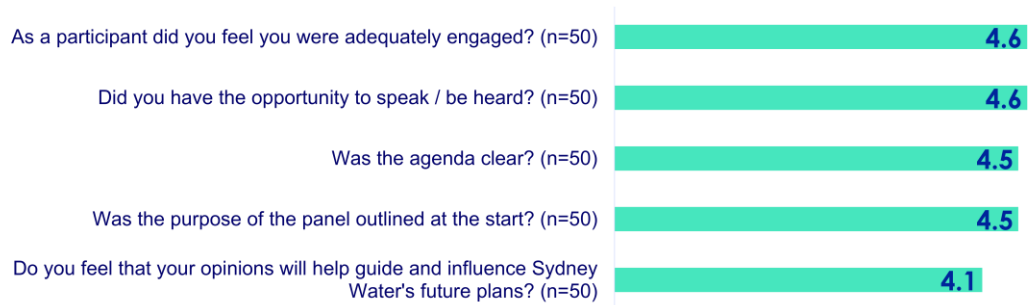 As a participant did you feel you were adequately engaged? (n=50)
4.6
Did you have the opportunity to speak / be heard? (n=50)
4.6
Was the agenda clear? (n=50)
4.5
Was the purpose of the panel outlined at the start? (n=50)
4.5
Do you feel that your opinions will help guide and influence Sydney
Water's future plans? (n=50)
4.1